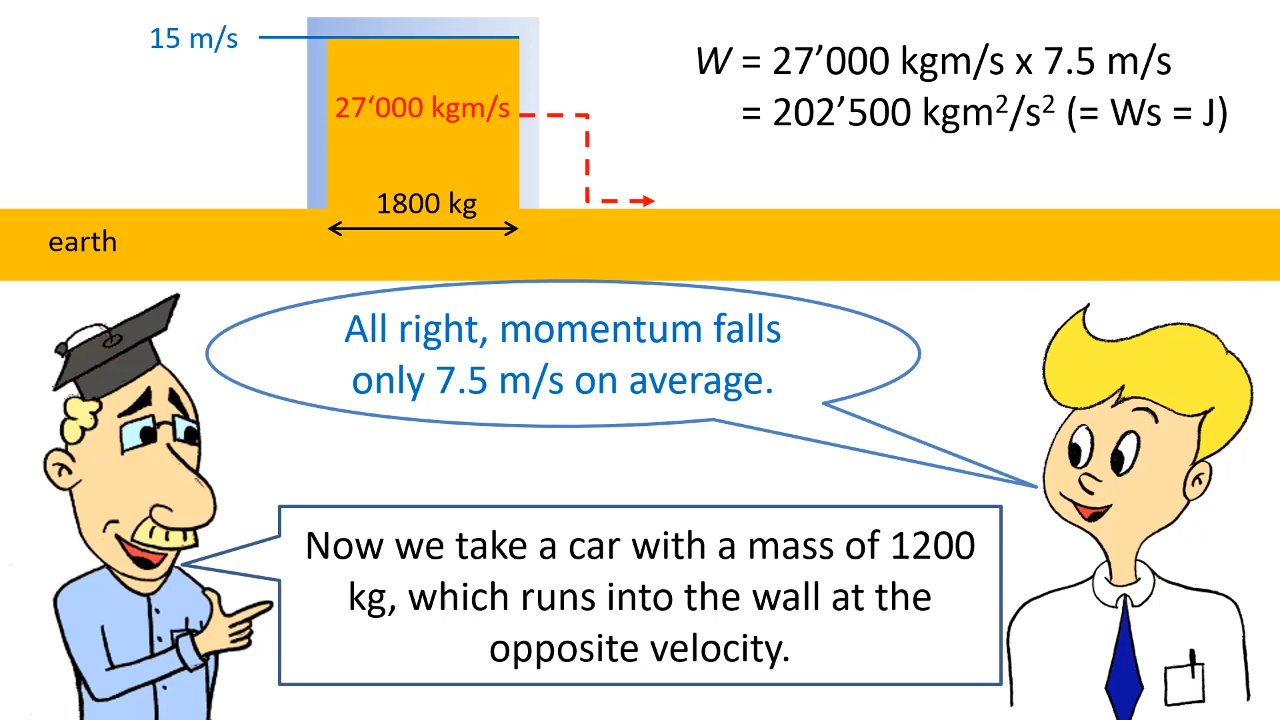 15 m/s
W = 27’000 kgm/s x 7.5 m/s
= 202’500 kgm²/s² (= Ws = J)
27‘000 kgm/s
1800 kg
earth
All right, momentum falls
only 7.5 m/s on average.
Now we take a car with a mass of 1200
kg, which runs into the wall at the
opposite velocity.